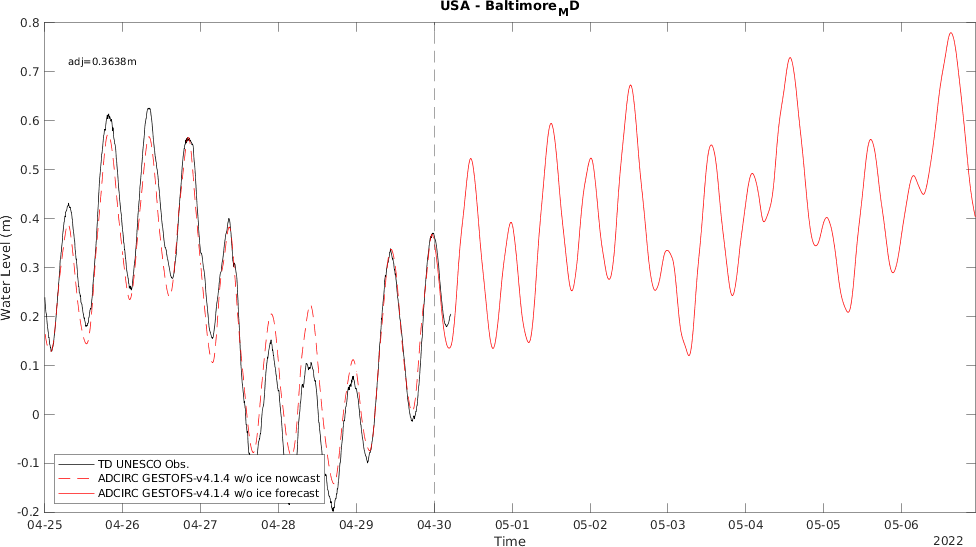 USA - Baltimore_MD
adj=0.3638m
0.8
0.7
0.6
0.5
0.4
0.3
0.2
0.1
0
-0.1
-0.2
Water Level (m)
TD UNESCO Obs.
ADCIRC GESTOFS-v4.1.4 w/o ice nowcast
ADCIRC GESTOFS-v4.1.4 w/o ice forecast
04-25 04-26 04-27 04-28 04-29 04-30 05-01 05-02 05-03 05-04 05-05 05-06
Time
2022